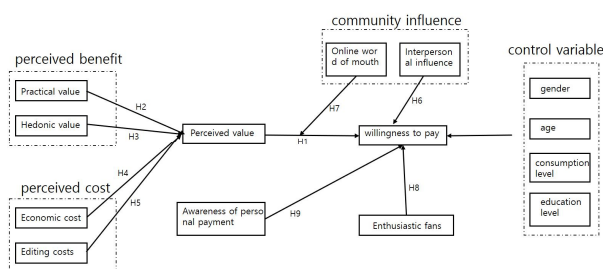 community influence
Online wor
d of mouth
Interperson
al influence
control variable
perceived benefit
Practical value
Hedonic value
H2
H3
H7
H6
gender
Perceived value
H1
willingness to pay
age
H4
H5
consumption
level
perceived cost
Economic cost
Editing costs
Awareness of perso
nal payment
H9
H8
Enthusiastic fans
education
level